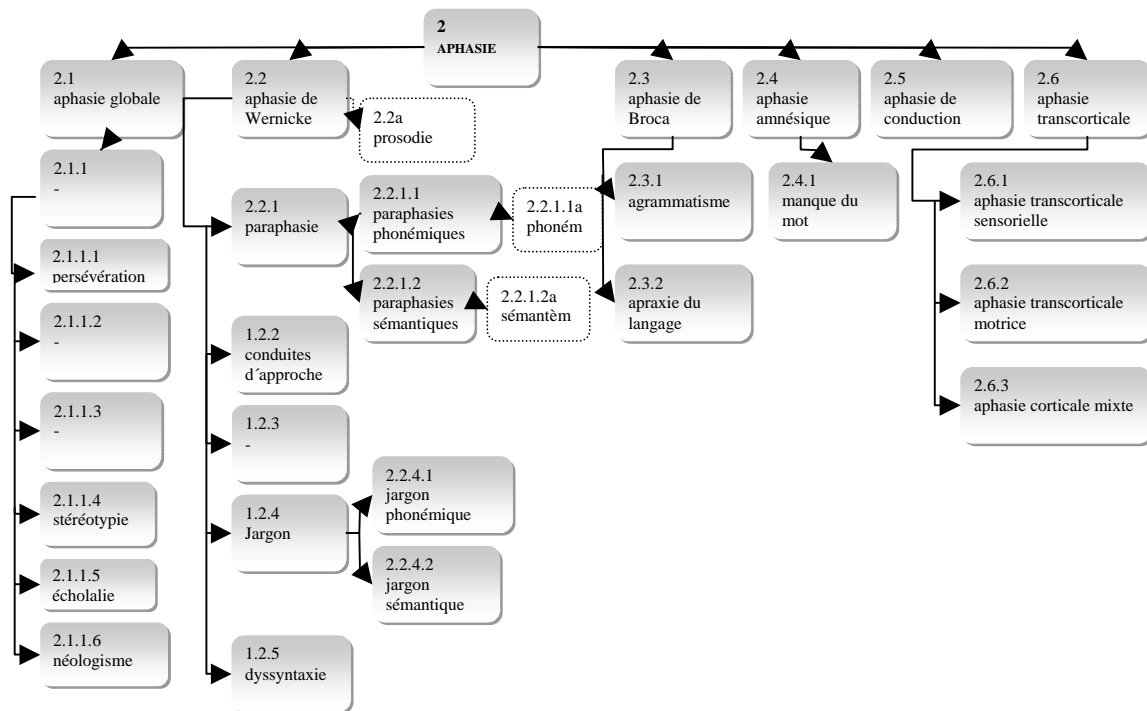 2
APHASIE
2.1
aphasie globale
2.2
aphasie de
Wernicke
2.2a
prosodie
2.3
aphasie de
Broca
2.4
aphasie
amnésique
2.5
aphasie de
conduction
2.6
aphasie
transcorticale
2.1.1
-
2.2.1
paraphasie
2.2.1.1
paraphasies
phonémiques
2.2.1.1a
phoném
2.3.1
agrammatisme
2.4.1
manque du
mot
2.6.1
aphasie transcorticale
sensorielle
2.1.1.1
persévération
2.2.1.2
paraphasies
sémantiques
2.2.1.2a
sémantèm
2.3.2
apraxie du
langage
2.6.2
aphasie transcorticale
motrice
2.1.1.2
-
1.2.2
conduites
d´approche
2.6.3
aphasie corticale mixte
2.1.1.3
-
1.2.3
-
2.1.1.4
stéréotypie
1.2.4
Jargon
2.2.4.1
jargon
phonémique
2.2.4.2
jargon
sémantique
2.1.1.5
écholalie
2.1.1.6
néologisme
1.2.5
dyssyntaxie